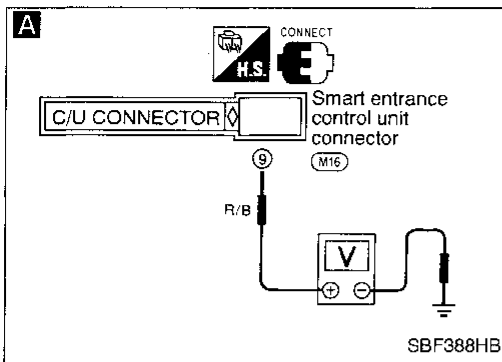 A
CONNECT
H.S.
C/U CONNECTOR
Smart entrance
control unit
connector
9
M16
R/B
V
+ −
SBF388HB